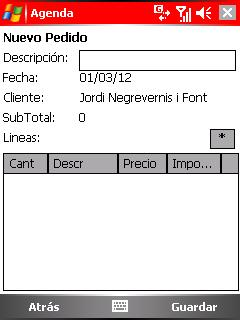 Agenda
Nuevo Pedido
Descripción:
Fecha: 01/03/12
Cliente: Jordi Negrevernis i Font
SubTotal: 0
Lineas: *
Cant Descr Precio Impo...
Atrás Guardar